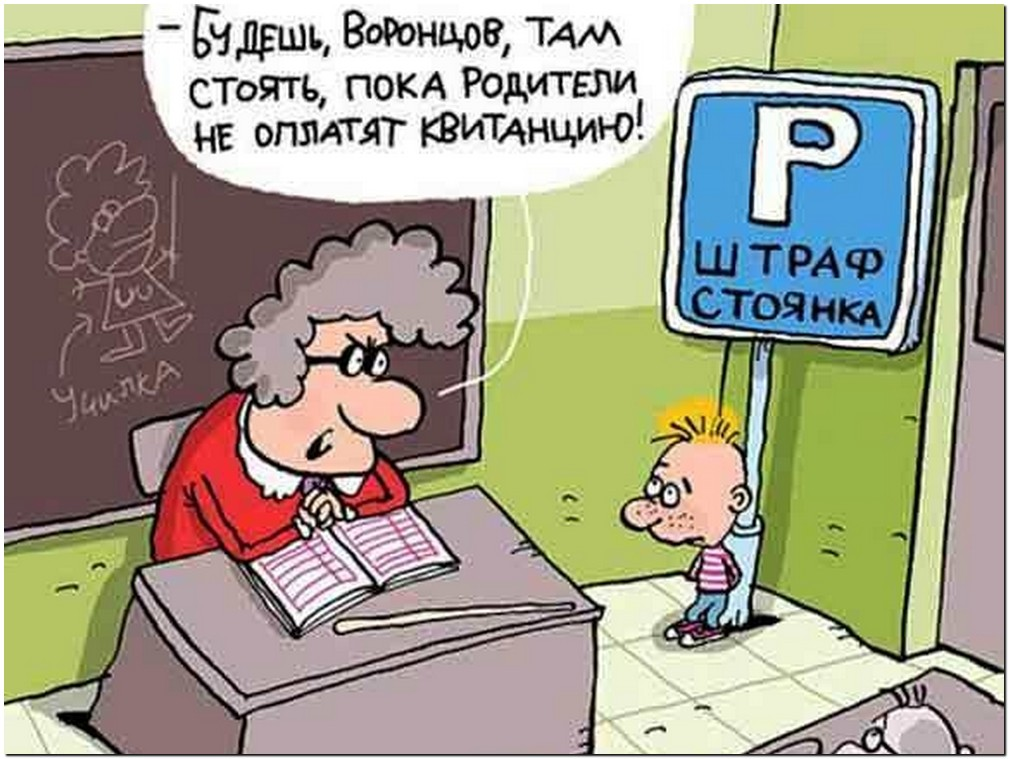 - Будешь, Воронцов, там
стоять, пока родители
не оплатят квитанцию!
P
ШТРАФ
СТОЯНКА
Училка